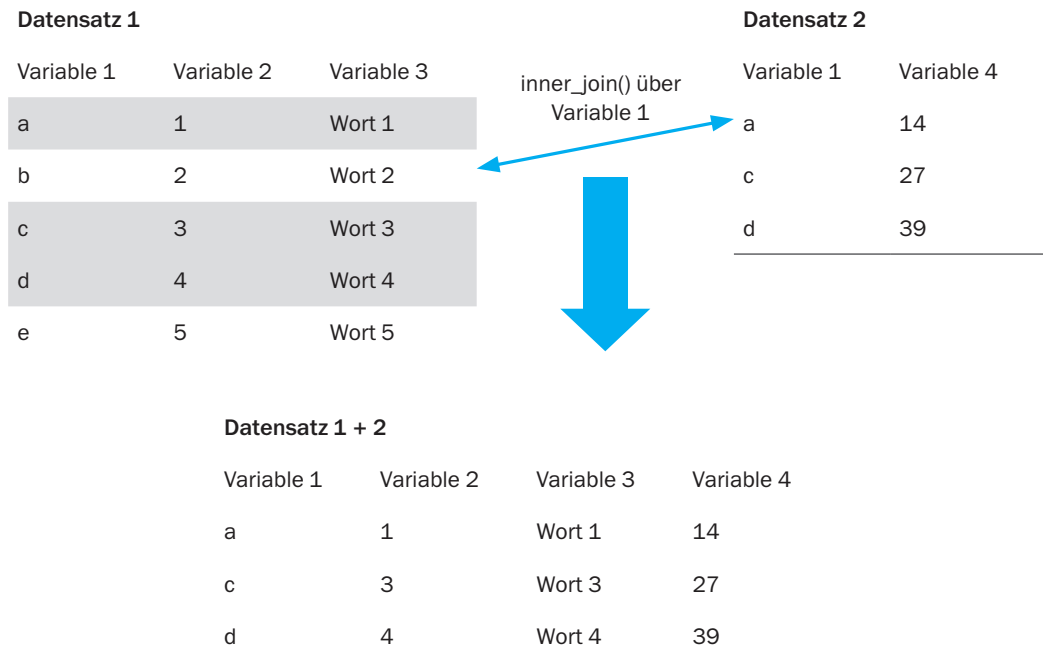 Datensatz 1
Variable 1 Variable 2 Variable 3
a 1 Wort 1
b 2 Wort 2
c 3 Wort 3
d 4 Wort 4
e 5 Wort 5
inner_join() über
Variable 1
Datensatz 2
Variable 1 Variable 4
a 14
c 27
d 39
Datensatz 1 + 2
Variable 1 Variable 2 Variable 3 Variable 4
a 1 Wort 1 14
c 3 Wort 3 27
d 4 Wort 4 39